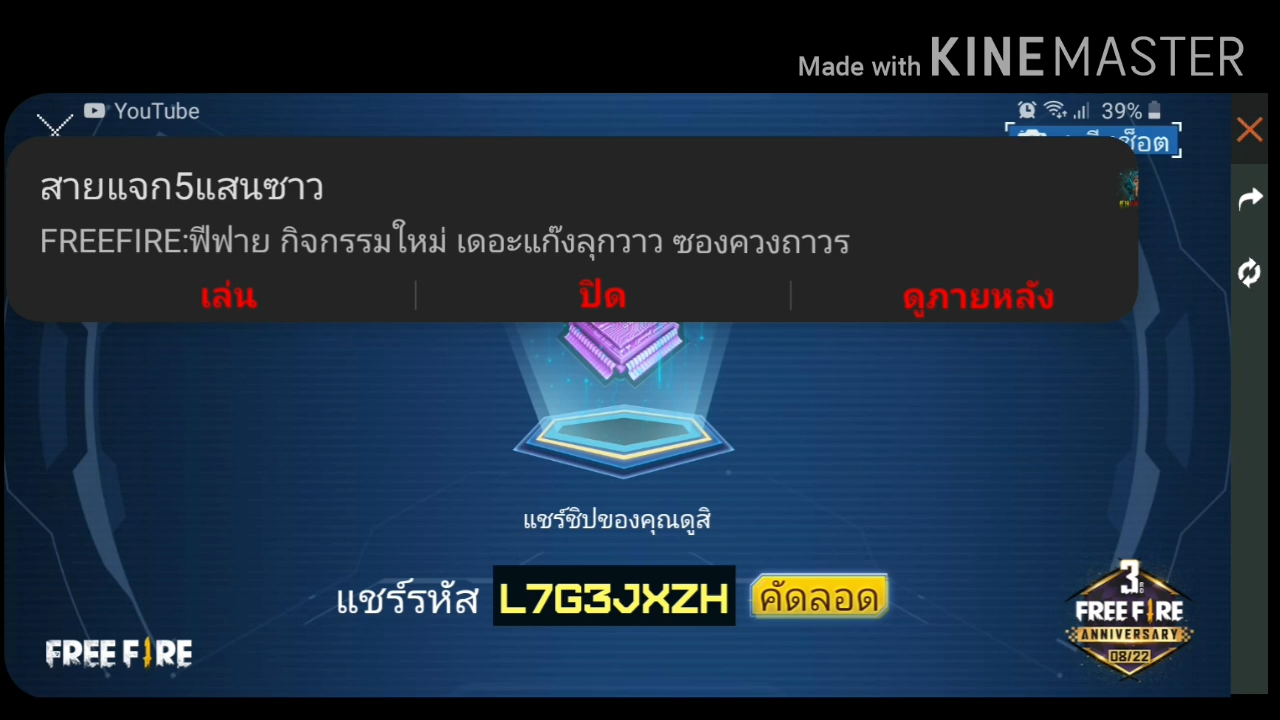 Made with KINEMASTER
YouTube
39%
ช็อต
สายแจก5แสนซาว
FREEFIRE:ฟีฟาย กิจกรรมใหม่ เดอะแก๊งลุกวาว ซองควงถาวร
เล่น
ปิด
ดูภายหลัง
แชร์ชิปของคุณดูสิ
แชร์รหัส L7G3JXZH คัดลอด
FREE FIRE
3
RD
FREE FIRE
ANNIVERSARY
08/22